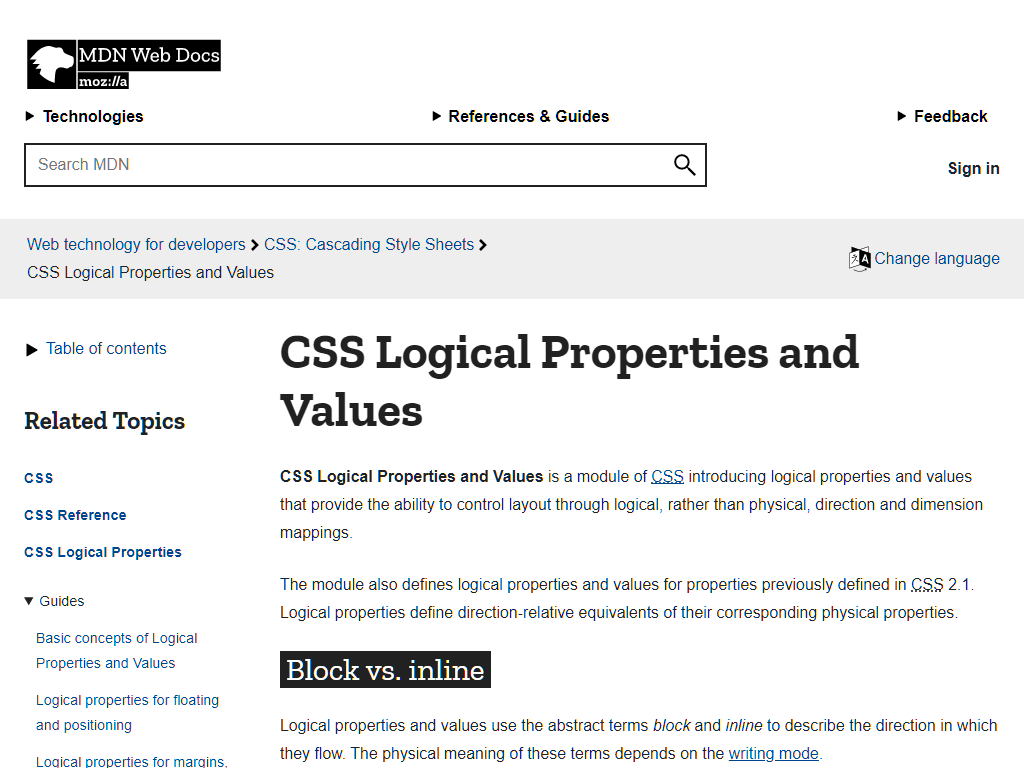 MDN Web Docs
moz://a
Technologies
References & Guides
Feedback
Search MDN
Sign in
Web technology for developers
CSS: Cascading Style Sheets
CSS Logical Properties and Values
Change language
Table of contents
Related Topics
CSS
CSS Reference
CSS Logical Properties
Guides
Basic concepts of Logical
Properties and Values
Logical properties for floating
and positioning
Logical properties for margins,
CSS Logical Properties and
Values
CSS Logical Properties and Values is a module of CSS introducing logical properties and values
that provide the ability to control layout through logical, rather than physical, direction and dimension
mappings.
The module also defines logical properties and values for properties previously defined in CSS 2.1.
Logical properties define direction-relative equivalents of their corresponding physical properties.
Block vs. inline
Logical properties and values use the abstract terms block and inline to describe the direction in which
they flow. The physical meaning of these terms depends on the writing mode.